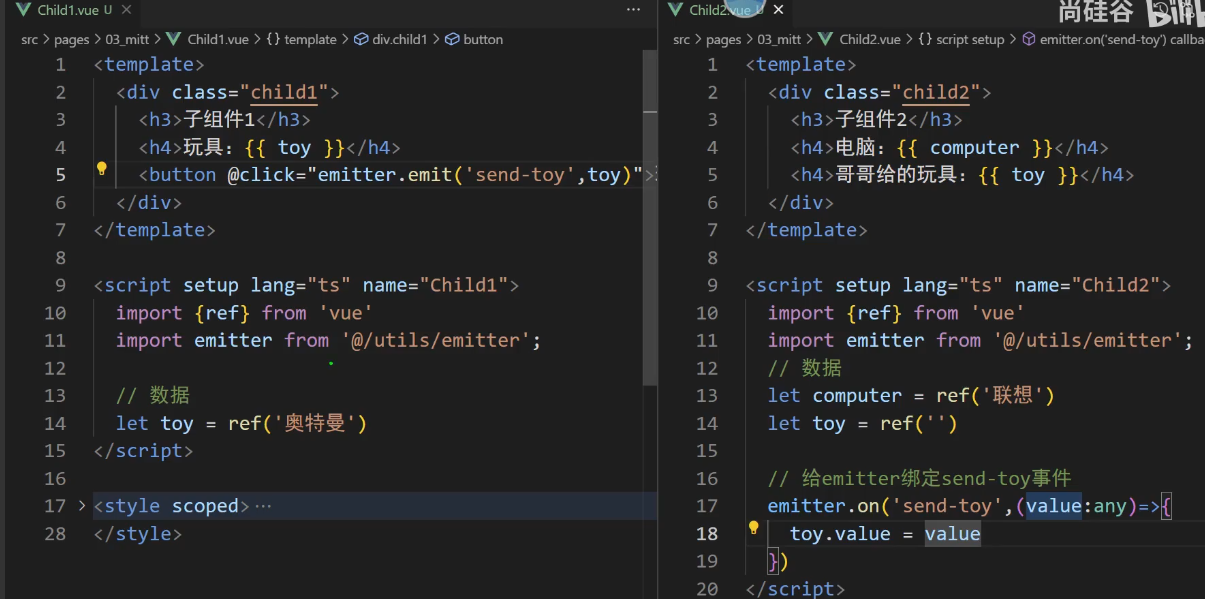 Child1.vue U
src > pages > 03_mitt > Child1.vue > {} template > div.child1 > button
1 <template>
2 <div class="child1">
3 <h3>子组件1</h3>
4 <h4>玩具：{{ toy }}</h4>
5 <button @click="emitter.emit('send-toy',toy)">
6 </div>
7 </template>
8
9 <script setup lang="ts" name="Child1">
10 import {ref} from 'vue'
11 import emitter from '@/utils/emitter';
12
13 // 数据
14 let toy = ref('奥特曼')
15 </script>
16
17 <style scoped>…
28 </style>
Child2.vue U
尚硅谷
src > pages > 03_mitt > Child2.vue > {} script setup > emitter.on('send-toy') callba
1 <template>
2 <div class="child2">
3 <h3>子组件2</h3>
4 <h4>电脑：{{ computer }}</h4>
5 <h4>哥哥给的玩具：{{ toy }}</h4>
6 </div>
7 </template>
8
9 <script setup lang="ts" name="Child2">
10 import {ref} from 'vue'
11 import emitter from '@/utils/emitter';
12 // 数据
13 let computer = ref('联想')
14 let toy = ref('')
15
16 // 给emitter绑定send-toy事件
17 emitter.on('send-toy',(value:any)=>{
18 toy.value = value
19 })
20 </script>